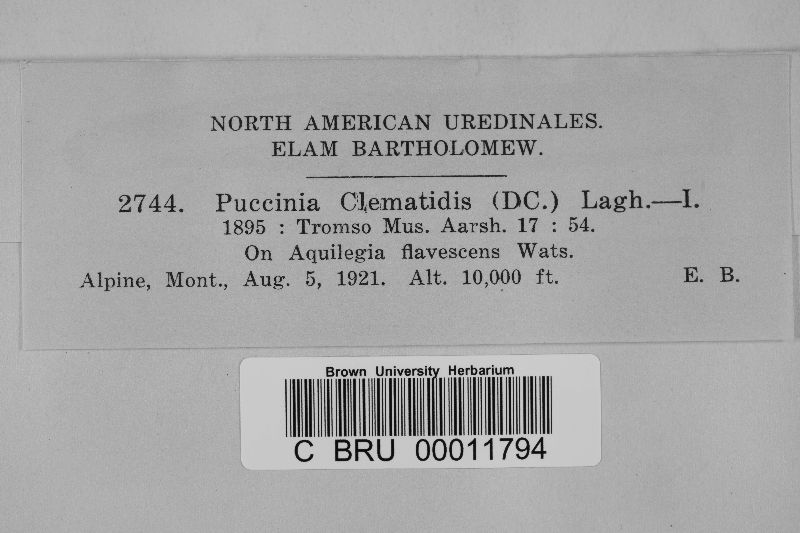 NORTH AMERICAN UREDINALES.
ELAM BARTHOLOMEW.
2744. Puccinia Clematidis (DC.) Lagh.—I.
1895 : Tromso Mus. Aarsh. 17 : 54.
On Aquilegia flavescens Wats.
Alpine, Mont., Aug. 5, 1921. Alt. 10,000 ft. E. B.
Brown University Herbarium
C BRU 00011794